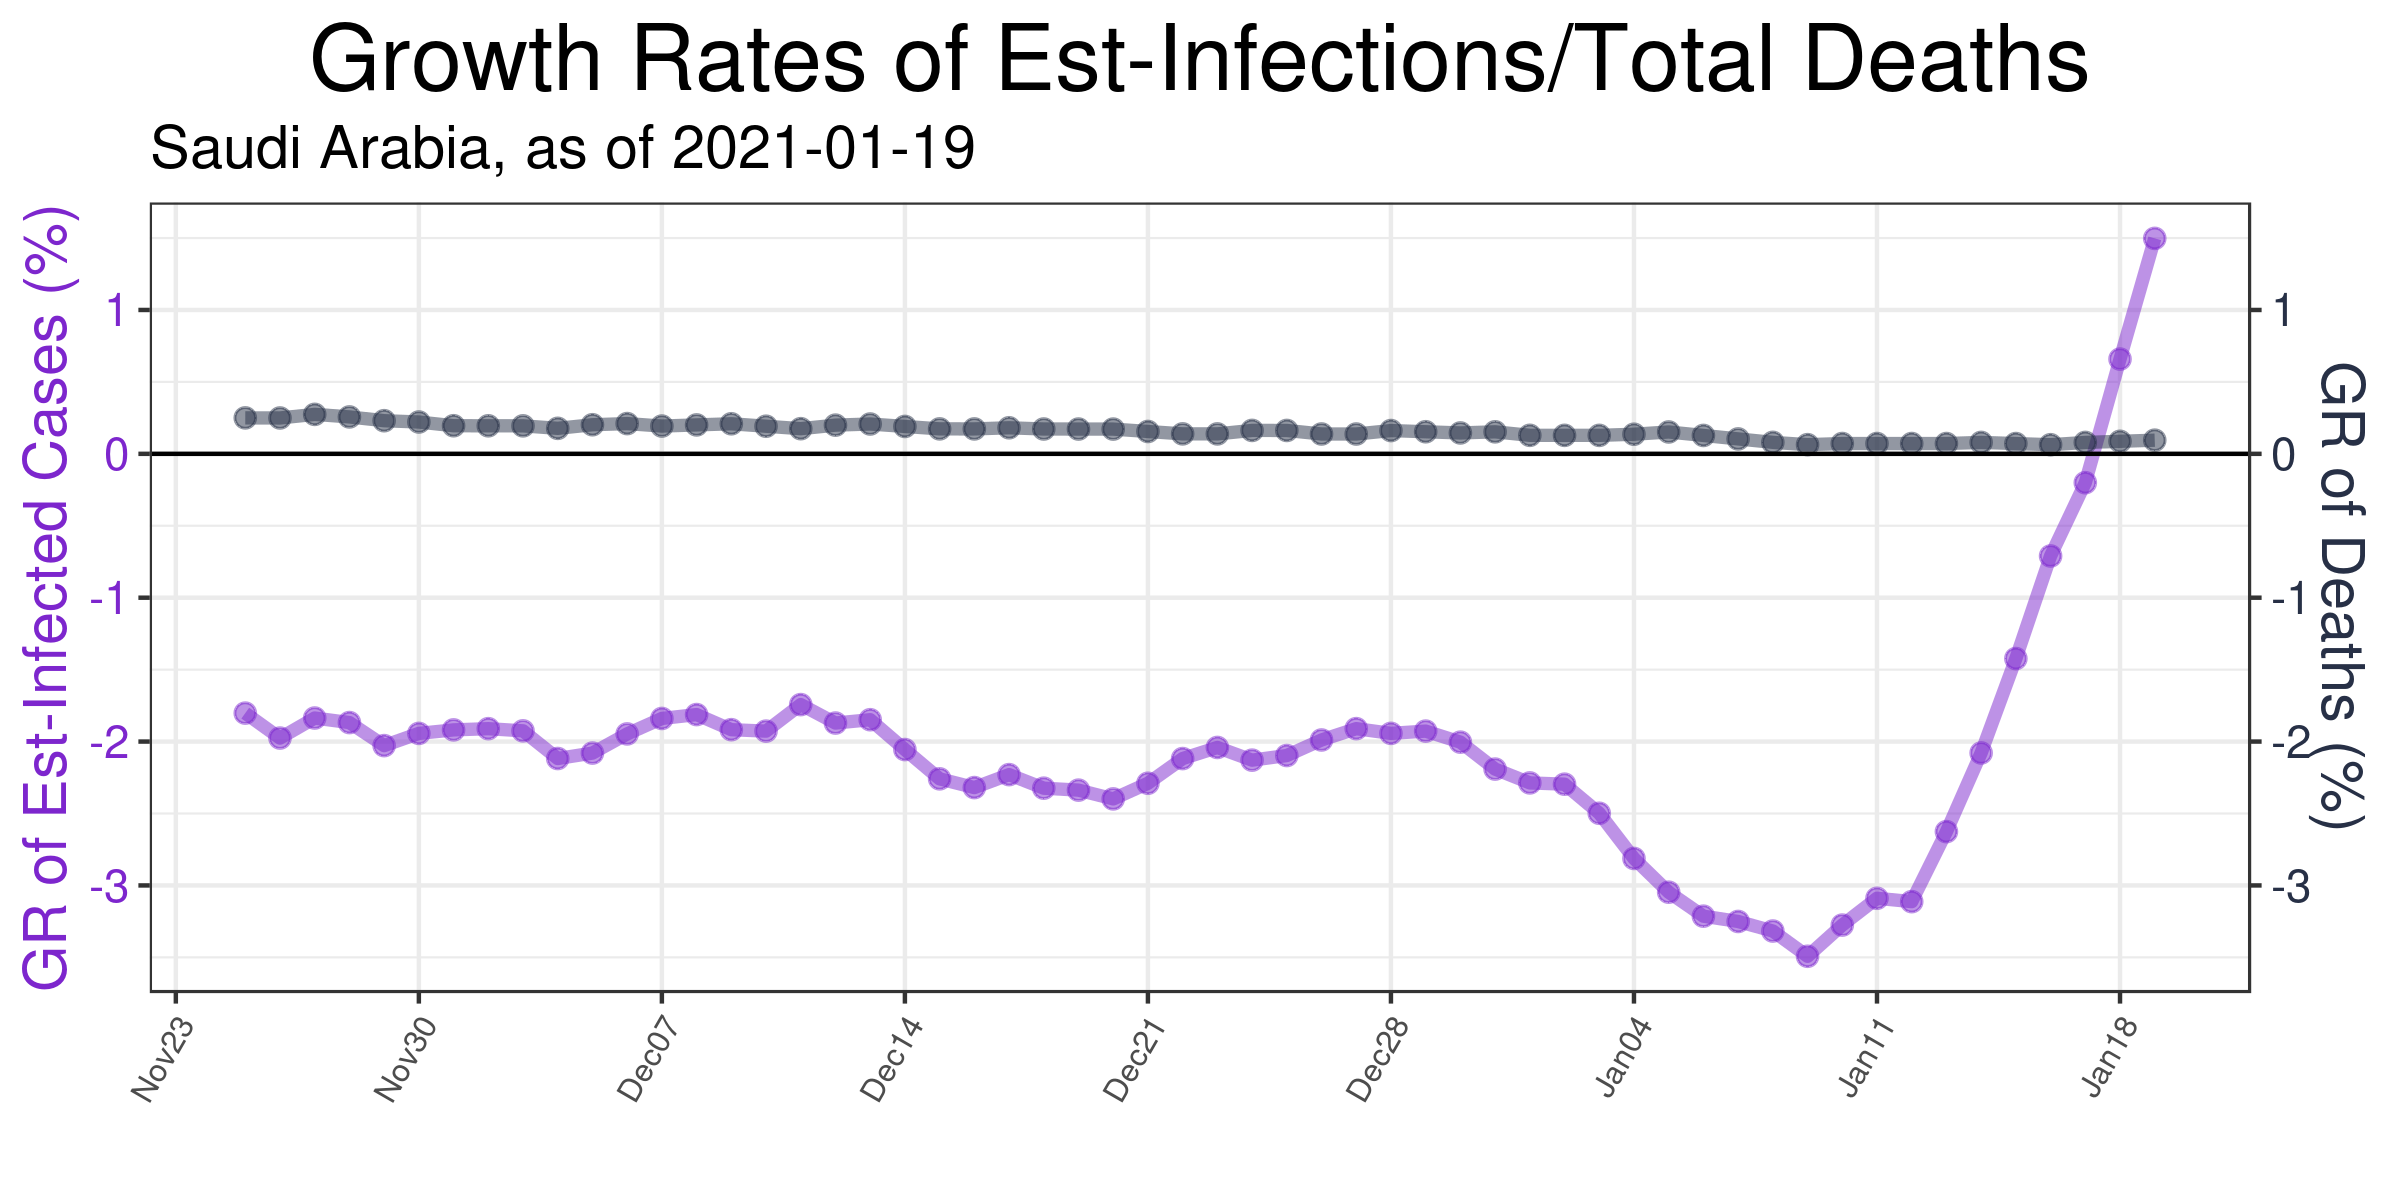 Growth Rates of Est-Infections/Total Deaths
Saudi Arabia, as of 2021-01-19
GR of Est-Infected Cases (%)
1
0
-1
-2
-3
1
0
-1
-2
-3
GR of Deaths (%)
Nov23
Nov30
Dec07
Dec14
Dec21
Dec28
Jan04
Jan11
Jan18